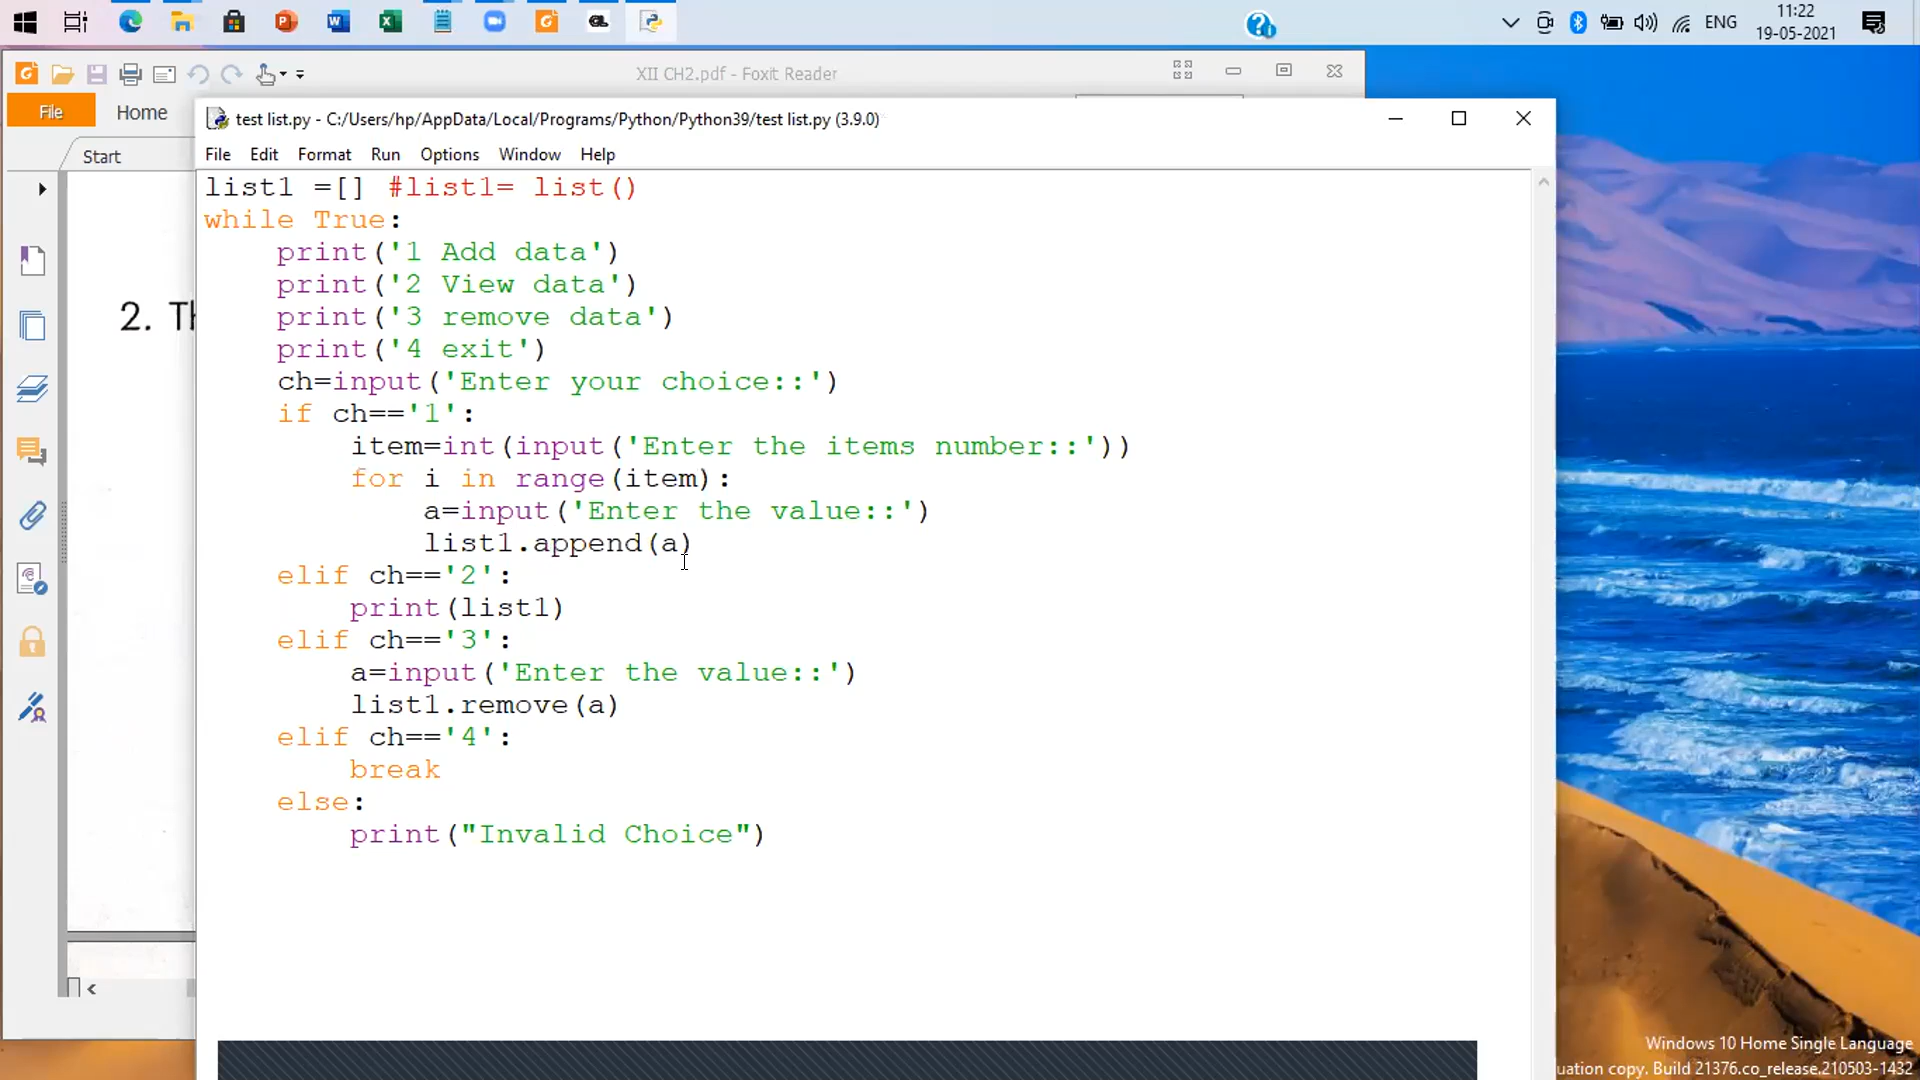 ENG
11:22
19-05-2021
XII CH2.pdf - Foxit Reader
File
Home
Start
2. Th
test list.py - C:/Users/hp/AppData/Local/Programs/Python/Python39/test list.py (3.9.0)
File Edit Format Run Options Window Help
list1 =[] #list1= list()
while True:
    print('1 Add data')
    print('2 View data')
    print('3 remove data')
    print('4 exit')
    ch=input('Enter your choice::')
    if ch=='1':
        item=int(input('Enter the items number::'))
        for i in range(item):
            a=input('Enter the value::')
            list1.append(a)
    elif ch=='2':
        print(list1)
    elif ch=='3':
        a=input('Enter the value::')
        list1.remove(a)
    elif ch=='4':
        break
    else:
        print("Invalid Choice")
Windows 10 Home Single Language
uation copy. Build 21376.co_release.210503-1432